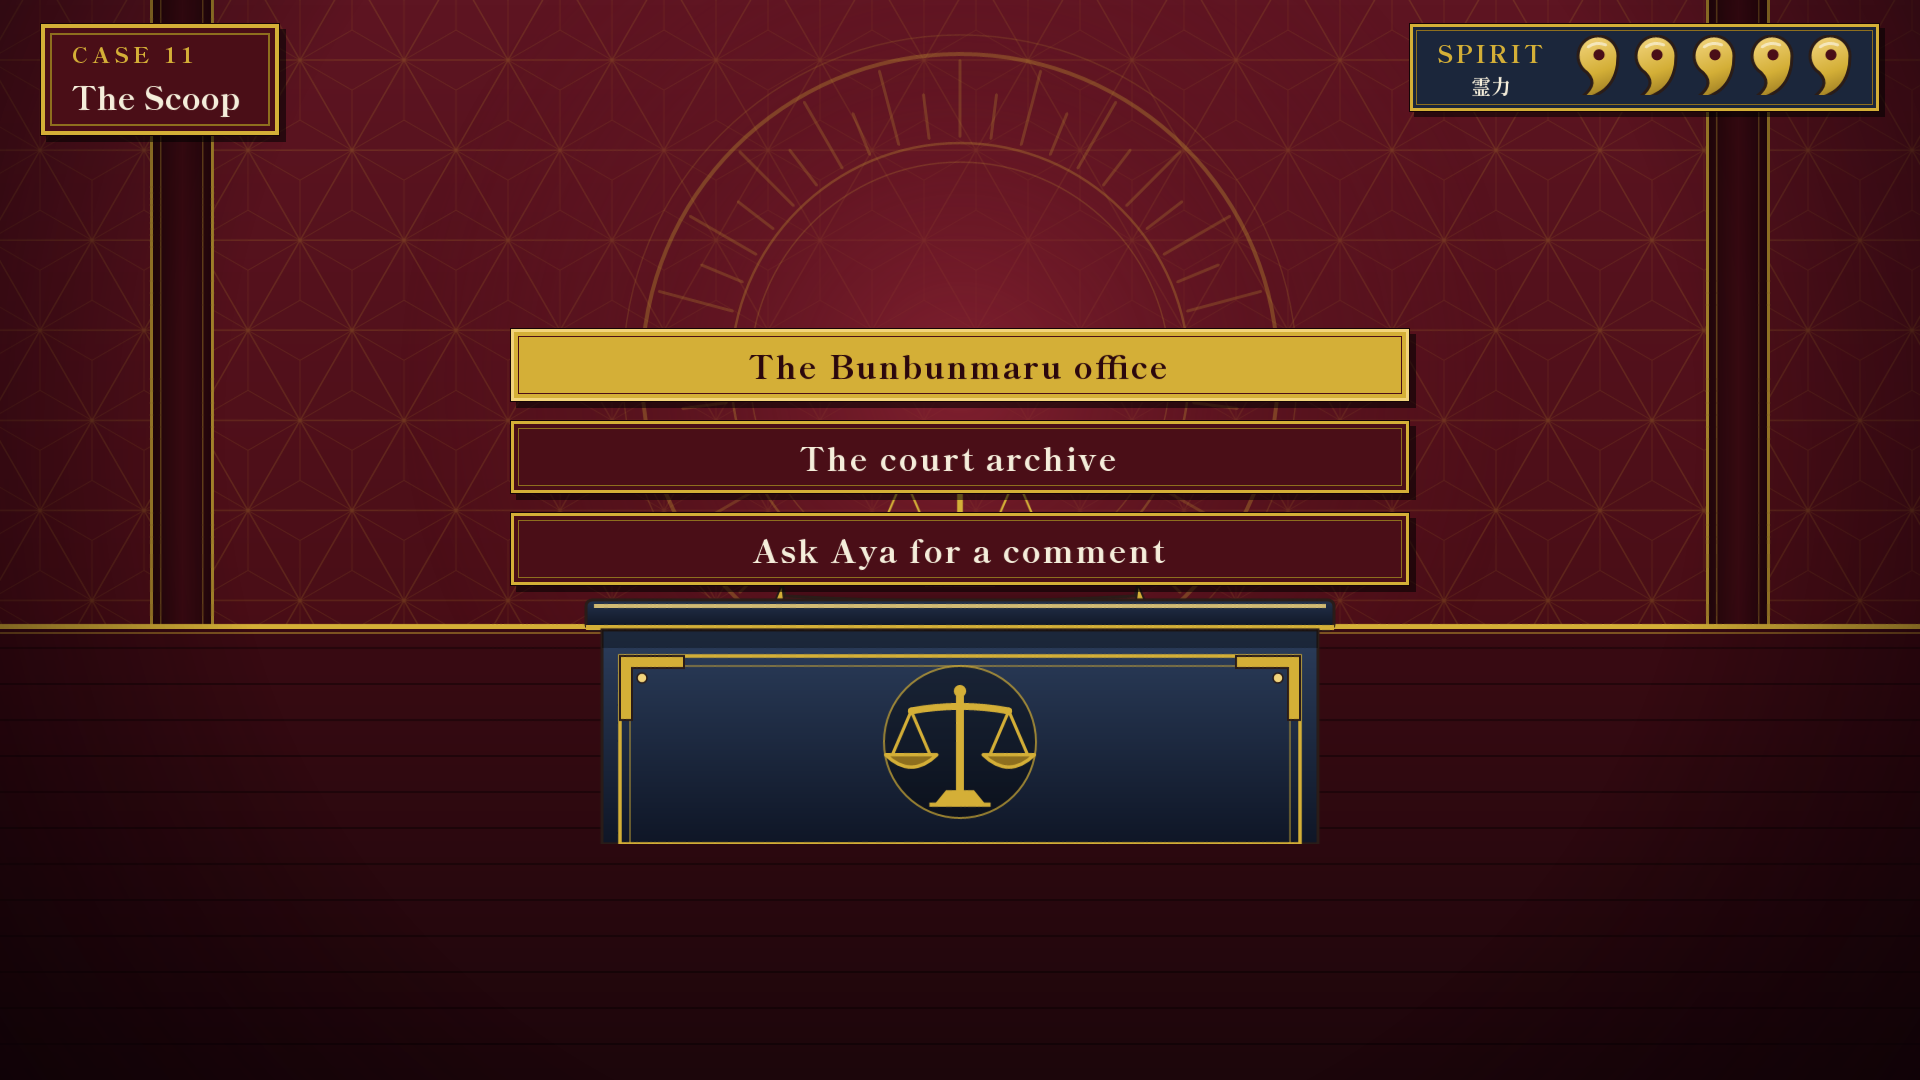 CASE 11
The Scoop
SPIRIT
霊力
The Bunbunmaru office
The court archive
Ask Aya for a comment